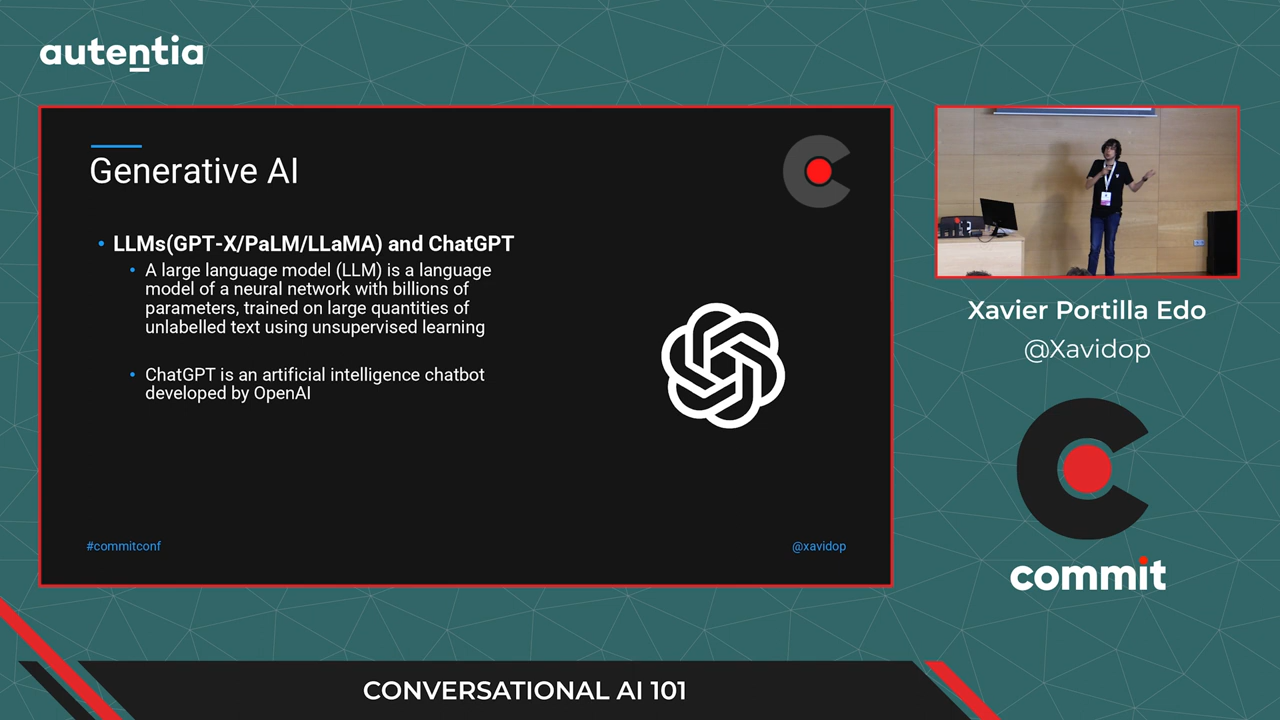 autentia
Generative AI
LLMs(GPT-X/PaLM/LLaMA) and ChatGPT
A large language model (LLM) is a language
model of a neural network with billions of
parameters, trained on large quantities of
unlabelled text using unsupervised learning
ChatGPT is an artificial intelligence chatbot
developed by OpenAI
#commitconf
@xavidop
Xavier Portilla Edo
@Xavidop
commit
CONVERSATIONAL AI 101